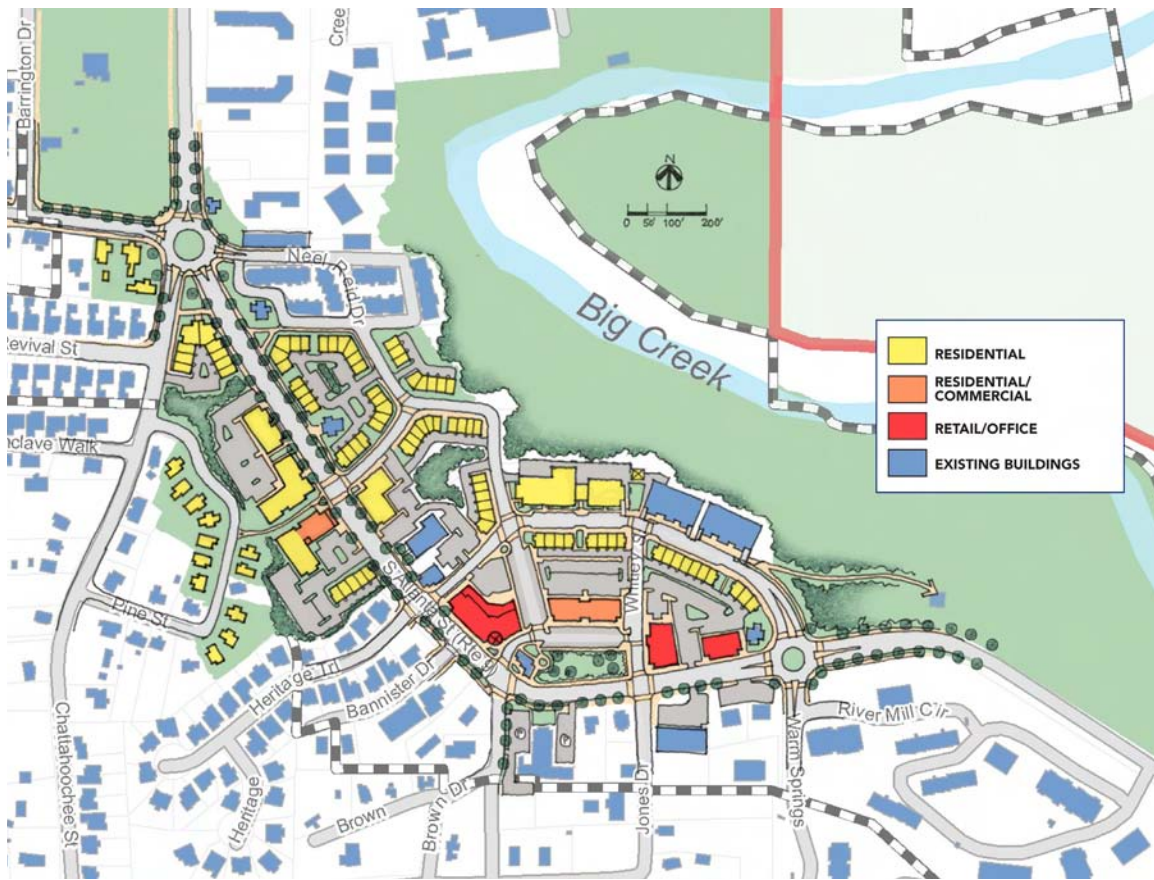 Barrington Dr
Cree
N
0 50' 100' 200'
Neel Reid Dr
Big Creek
RESIDENTIAL
RESIDENTIAL/
COMMERCIAL
RETAIL/OFFICE
EXISTING BUILDINGS
Revival St
nclave Walk
Pine St
S Atlanta St (Rte 9)
Whitley St
Heritage Trl
Bannister Dr
Chattahoochee St
Heritage
Brown
Brown Dr
Jones Dr
Warm Springs
River Mill Cir